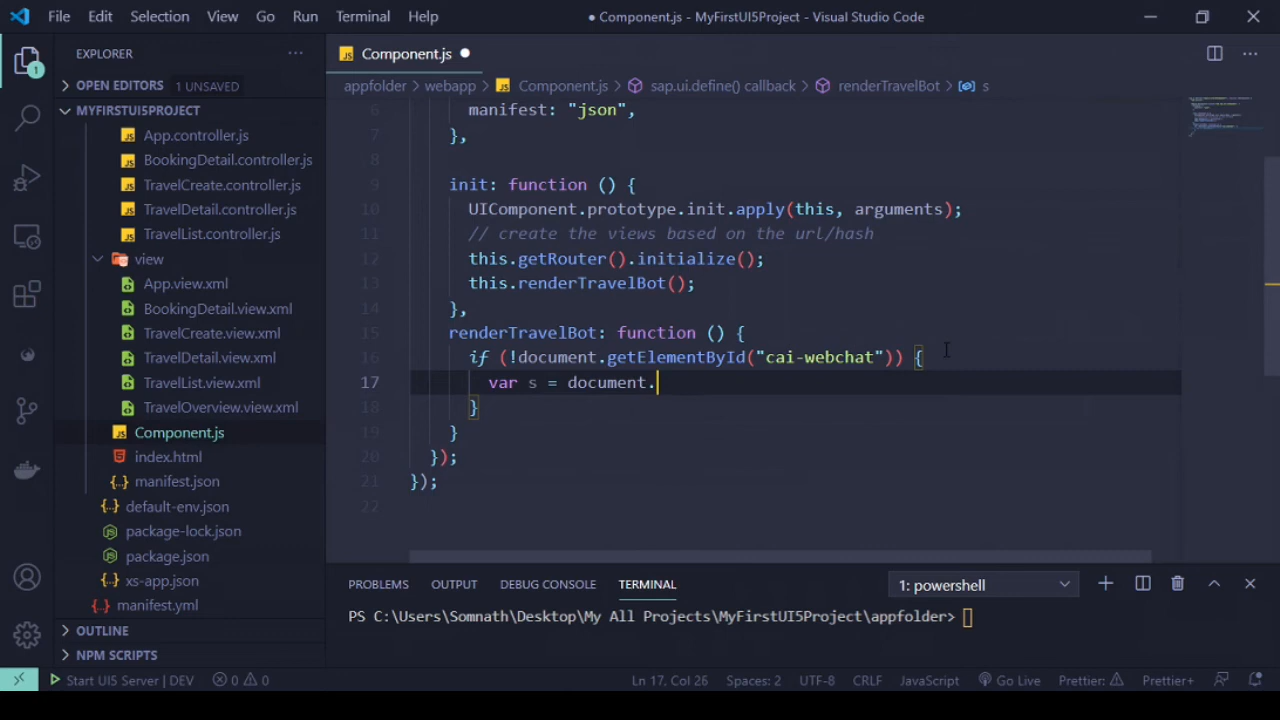 File Edit Selection View Go Run Terminal Help
● Component.js - MyFirstUI5Project - Visual Studio Code
EXPLORER
OPEN EDITORS 1 UNSAVED
MYFIRSTUI5PROJECT
App.controller.js
BookingDetail.controller.js
TravelCreate.controller.js
TravelDetail.controller.js
TravelList.controller.js
view
App.view.xml
BookingDetail.view.xml
TravelCreate.view.xml
TravelDetail.view.xml
TravelList.view.xml
TravelOverview.view.xml
Component.js
index.html
manifest.json
default-env.json
package-lock.json
package.json
xs-app.json
manifest.yml
OUTLINE
NPM SCRIPTS
1
JS Component.js ●
appfolder > webapp > JS Component.js > sap.ui.define() callback > renderTravelBot > s
6 manifest: "json",
7 },
8
9 init: function () {
10 UIComponent.prototype.init.apply(this, arguments);
11 // create the views based on the url/hash
12 this.getRouter().initialize();
13 this.renderTravelBot();
14 },
15 renderTravelBot: function () {
16 if (!document.getElementById("cai-webchat")) {
17 var s = document.
18 }
19 }
20 });
21 });
22
PROBLEMS OUTPUT DEBUG CONSOLE TERMINAL 1: powershell
PS C:\Users\Somnath\Desktop\My All Projects\MyFirstUI5Project\appfolder>
Start UI5 Server | DEV 0 0 Ln 17, Col 26 Spaces: 2 UTF-8 CRLF JavaScript Go Live Prettier: Prettier+